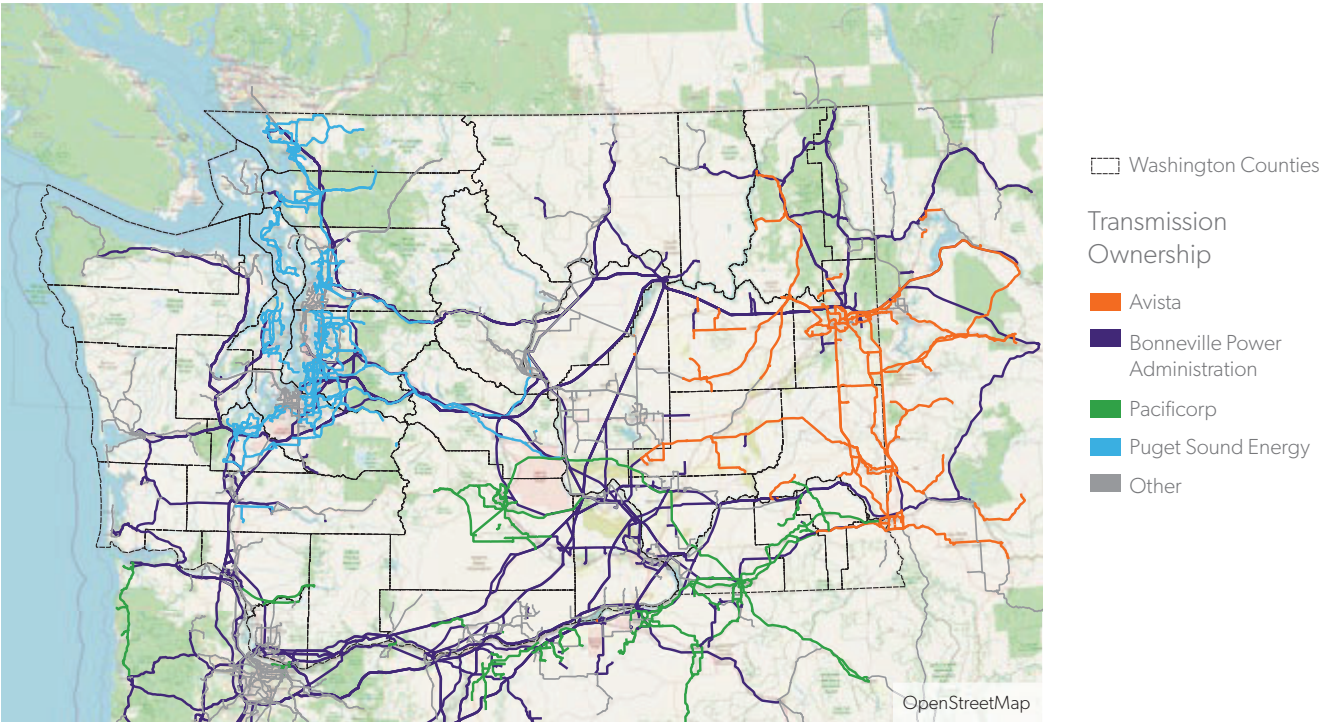 Washington Counties
Transmission
Ownership
Avista
Bonneville Power
Administration
Pacificorp
Puget Sound Energy
Other
OpenStreetMap